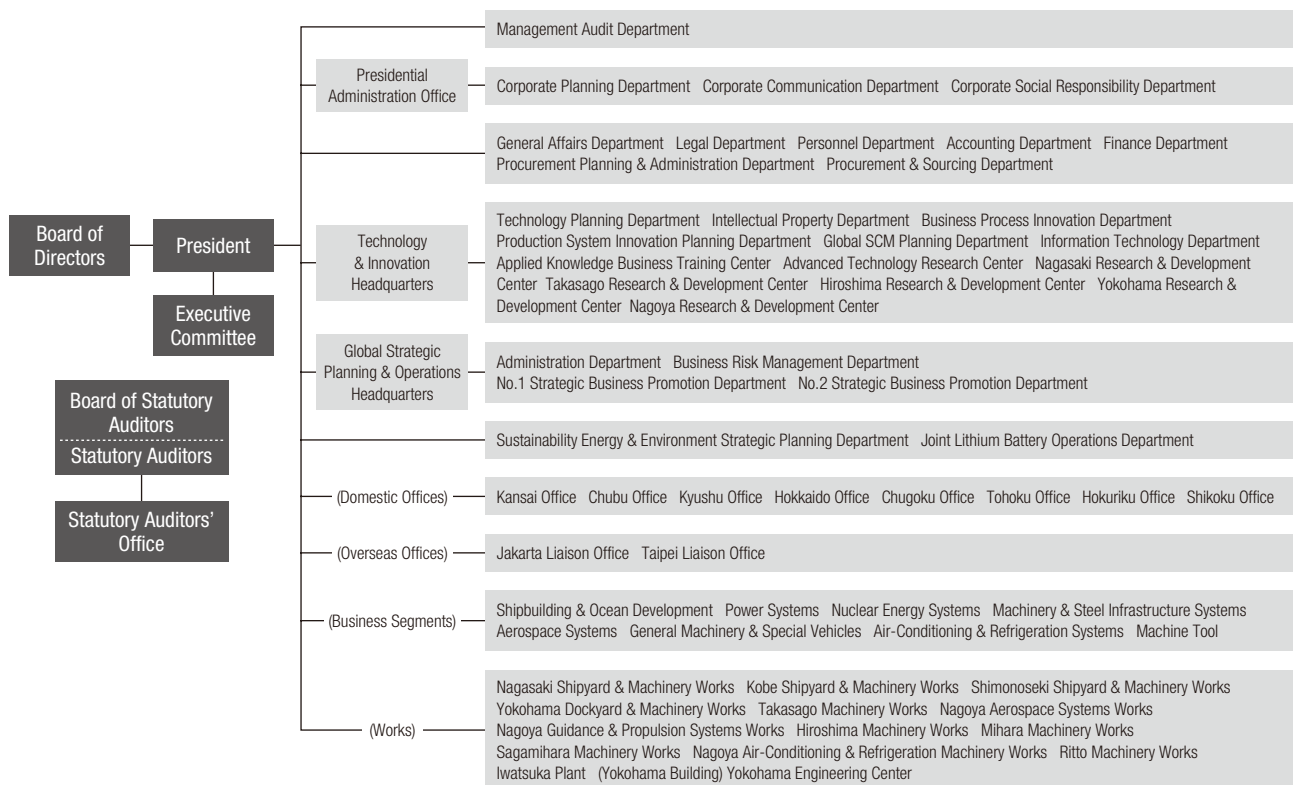 Board of
Directors
President
Executive
Committee
Board of Statutory
Auditors
Statutory Auditors
Statutory Auditors’
Office
Management Audit Department
Presidential
Administration Office
Corporate Planning Department Corporate Communication Department Corporate Social Responsibility Department
General Affairs Department Legal Department Personnel Department Accounting Department Finance Department
Procurement Planning & Administration Department Procurement & Sourcing Department
Technology
& Innovation
Headquarters
Technology Planning Department Intellectual Property Department Business Process Innovation Department
Production System Innovation Planning Department Global SCM Planning Department Information Technology Department
Applied Knowledge Business Training Center Advanced Technology Research Center Nagasaki Research & Development
Center Takasago Research & Development Center Hiroshima Research & Development Center Yokohama Research &
Development Center Nagoya Research & Development Center
Global Strategic
Planning & Operations
Headquarters
Administration Department Business Risk Management Department
No.1 Strategic Business Promotion Department No.2 Strategic Business Promotion Department
Sustainability Energy & Environment Strategic Planning Department Joint Lithium Battery Operations Department
(Domestic Offices)
Kansai Office Chubu Office Kyushu Office Hokkaido Office Chugoku Office Tohoku Office Hokuriku Office Shikoku Office
(Overseas Offices)
Jakarta Liaison Office Taipei Liaison Office
(Business Segments)
Shipbuilding & Ocean Development Power Systems Nuclear Energy Systems Machinery & Steel Infrastructure Systems
Aerospace Systems General Machinery & Special Vehicles Air-Conditioning & Refrigeration Systems Machine Tool
(Works)
Nagasaki Shipyard & Machinery Works Kobe Shipyard & Machinery Works Shimonoseki Shipyard & Machinery Works
Yokohama Dockyard & Machinery Works Takasago Machinery Works Nagoya Aerospace Systems Works
Nagoya Guidance & Propulsion Systems Works Hiroshima Machinery Works Mihara Machinery Works
Sagamihara Machinery Works Nagoya Air-Conditioning & Refrigeration Machinery Works Ritto Machinery Works
Iwatsuka Plant (Yokohama Building) Yokohama Engineering Center